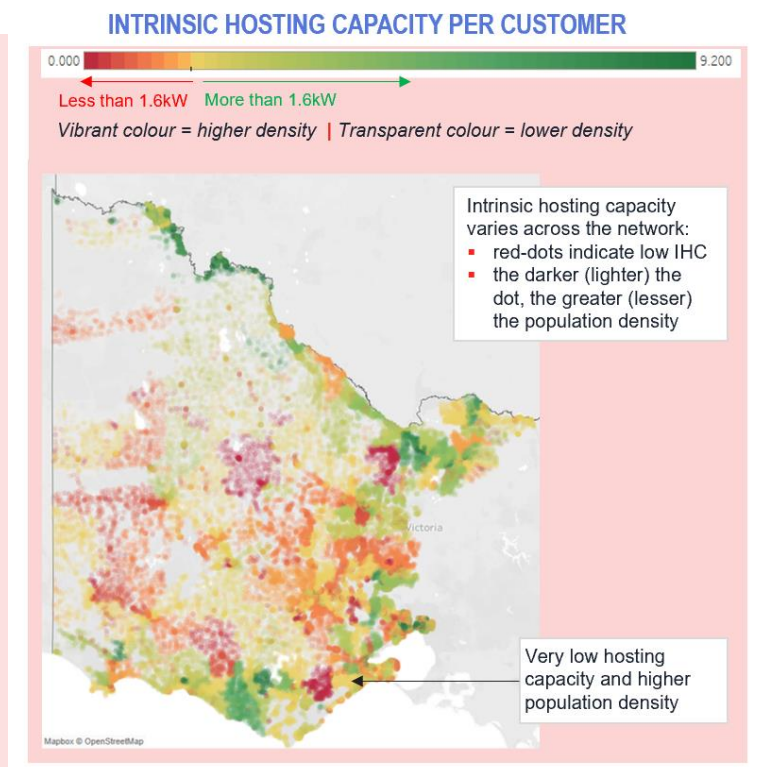 INTRINSIC HOSTING CAPACITY PER CUSTOMER
0.000
9.200
Less than 1.6kW
More than 1.6kW
Vibrant colour = higher density | Transparent colour = lower density
Intrinsic hosting capacity
varies across the network:
▪ red-dots indicate low IHC
▪ the darker (lighter) the
dot, the greater (lesser)
the population density
Victoria
Very low hosting
capacity and higher
population density
Mapbox © OpenStreetMap